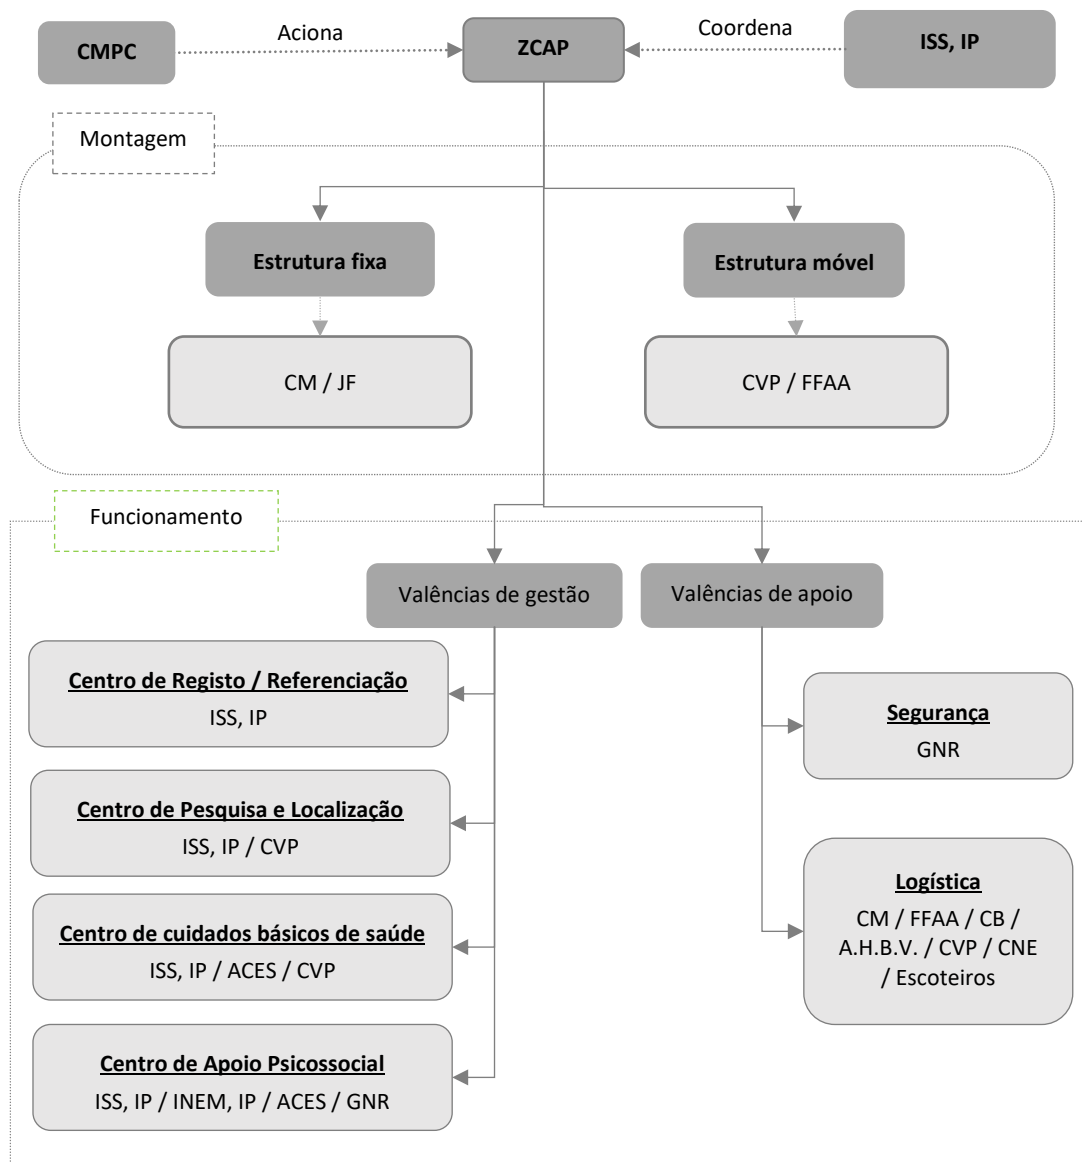 CMPC
Aciona
ZCAP
Coordena
ISS, IP
Montagem
Estrutura fixa
Estrutura móvel
CM / JF
CVP / FFAA
Funcionamento
Valências de gestão
Valências de apoio
Centro de Registo / Referenciação
ISS, IP
Centro de Pesquisa e Localização
ISS, IP / CVP
Centro de cuidados básicos de saúde
ISS, IP / ACES / CVP
Centro de Apoio Psicossocial
ISS, IP / INEM, IP / ACES / GNR
Segurança
GNR
Logística
CM / FFAA / CB /
A.H.B.V. / CVP / CNE
/ Escoteiros